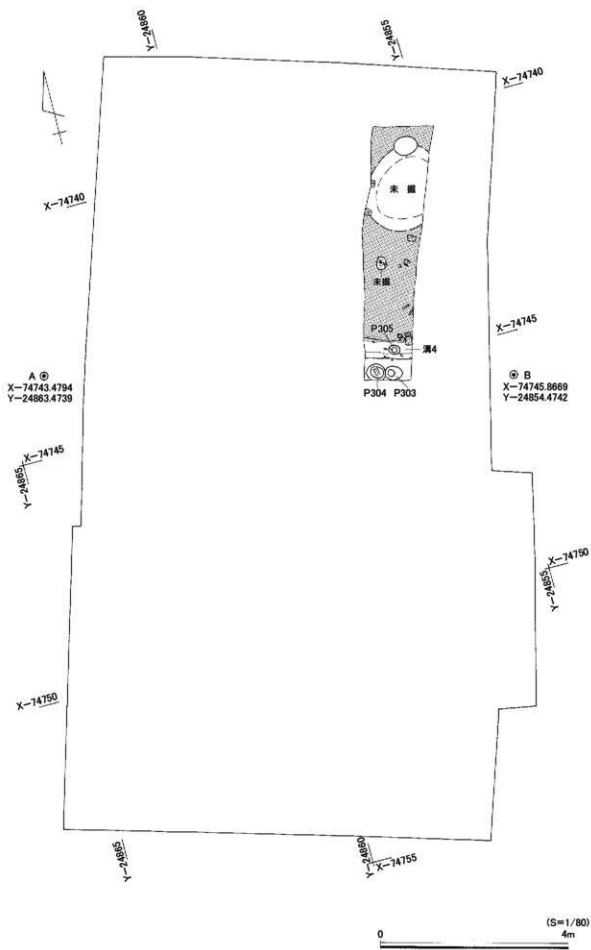 Y-24860
Y-24855
X-74740
X-74740
未 掘
未掘
X-74745
P305
溝4
A
X-74743.4794
Y-24863.4739
B
X-74745.8669
Y-24854.4742
P304
P303
X-74745
Y-24865
X-74750
Y-24855
X-74750
Y-24865
Y-24860
X-74755
(S=1/80)
0
4m